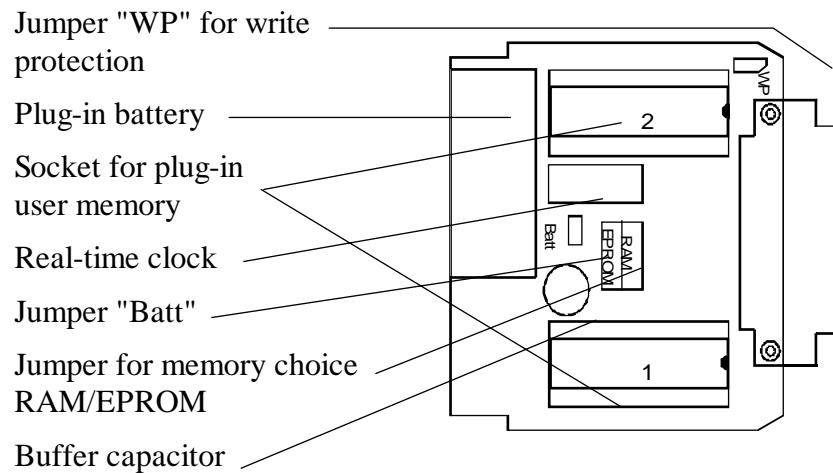 Jumper "WP" for write
protection
Plug-in battery
Socket for plug-in
user memory
Real-time clock
Jumper "Batt"
Jumper for memory choice
RAM/EPROM
Buffer capacitor
WP
2
Batt
RAM
EPROM
1